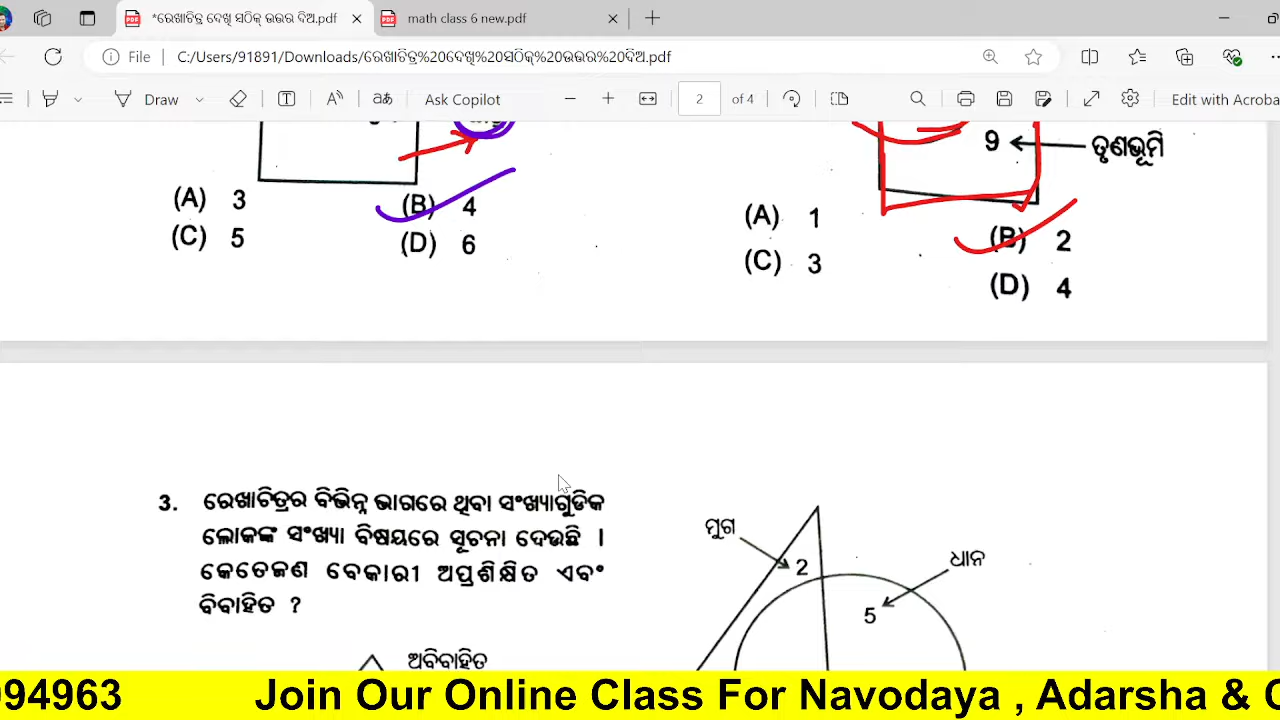 *ରେଖାଚିତ୍ର ଦେଖି ସଠିକ୍ ଉତ୍ତର ଦିଅ.pdf
math class 6 new.pdf
File
C:/Users/91891/Downloads/ରେଖାଚିତ୍ର%20ଦେଖି%20ସଠିକ୍%20ଉତ୍ତର%20ଦିଅ.pdf
Draw
Ask Copilot
2 of 4
Edit with Acroba
9
ତୃଣଭୂମି
(A) 3
(B) 4
(C) 5
(D) 6
(A) 1
(B) 2
(C) 3
(D) 4
3. ରେଖାଚିତ୍ରର ବିଭିନ୍ନ ଭାଗରେ ଥିବା ସଂଖ୍ୟାଗୁଡିକ
ଲୋକଙ୍କ ସଂଖ୍ୟା ବିଷୟରେ ସୂଚନା ଦେଉଛି ।
କେତେଜଣ ବେକାରୀ ଅପ୍ରଶିକ୍ଷିତ ଏବଂ
ବିବାହିତ ?
ଅବିବାହିତ
ମୁଗ
2
ଧାନ
5
094963
Join Our Online Class For Navodaya , Adarsha &